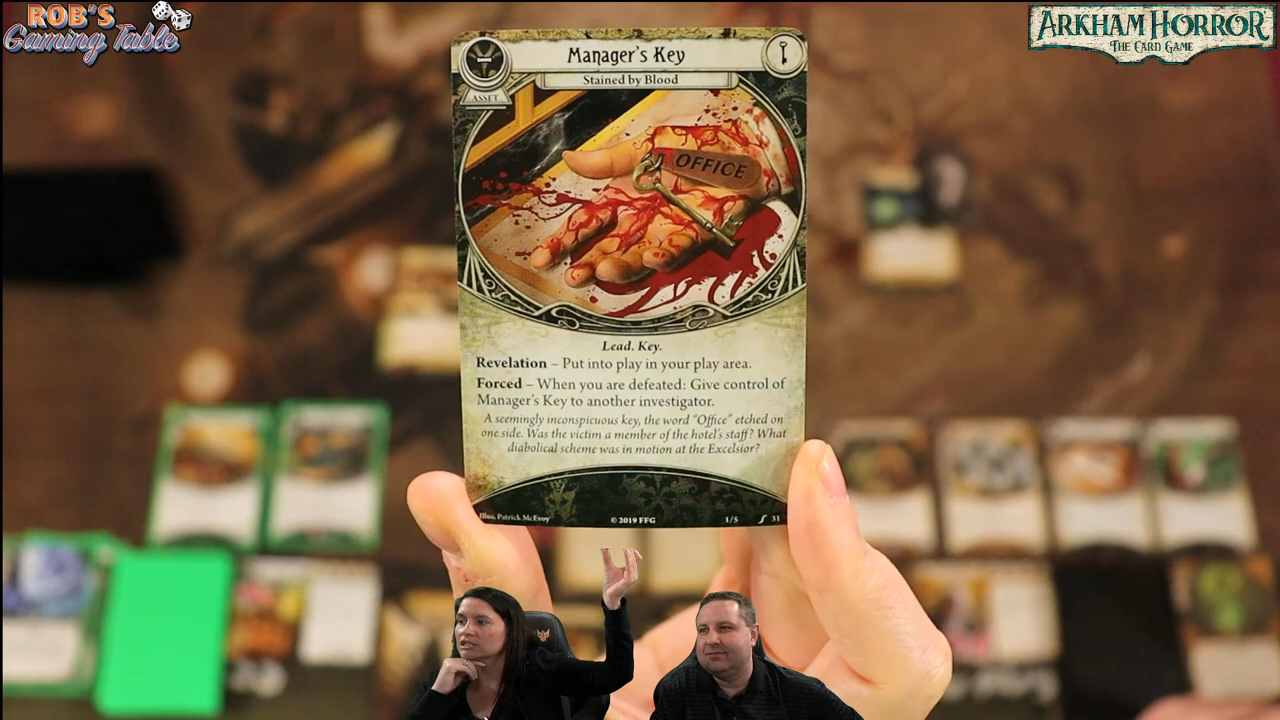 ROB'S
Gaming Table
ARKHAM HORROR
THE CARD GAME
Manager's Key
Stained by Blood
ASSET
OFFICE
Lead. Key.
Revelation – Put into play in your play area.
Forced – When you are defeated: Give control of
Manager's Key to another investigator.
A seemingly inconspicuous key, the word "Office" etched on
one side. Was the victim a member of the hotel's staff? What
diabolical scheme was in motion at the Excelsior?
Illus. Patrick McEvoy
© 2019 FFG
1/5
31